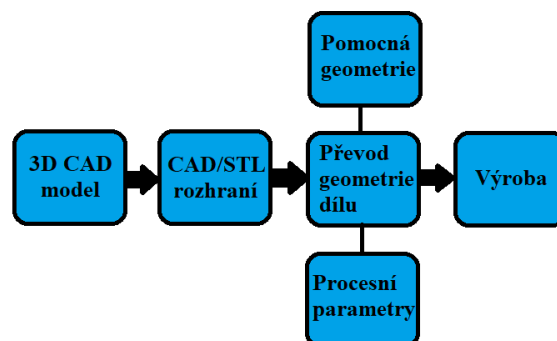 Pomocná
geometrie
3D CAD
model
CAD/STL
rozhraní
Převod
geometrie
dílu
Výroba
Procesní
parametry